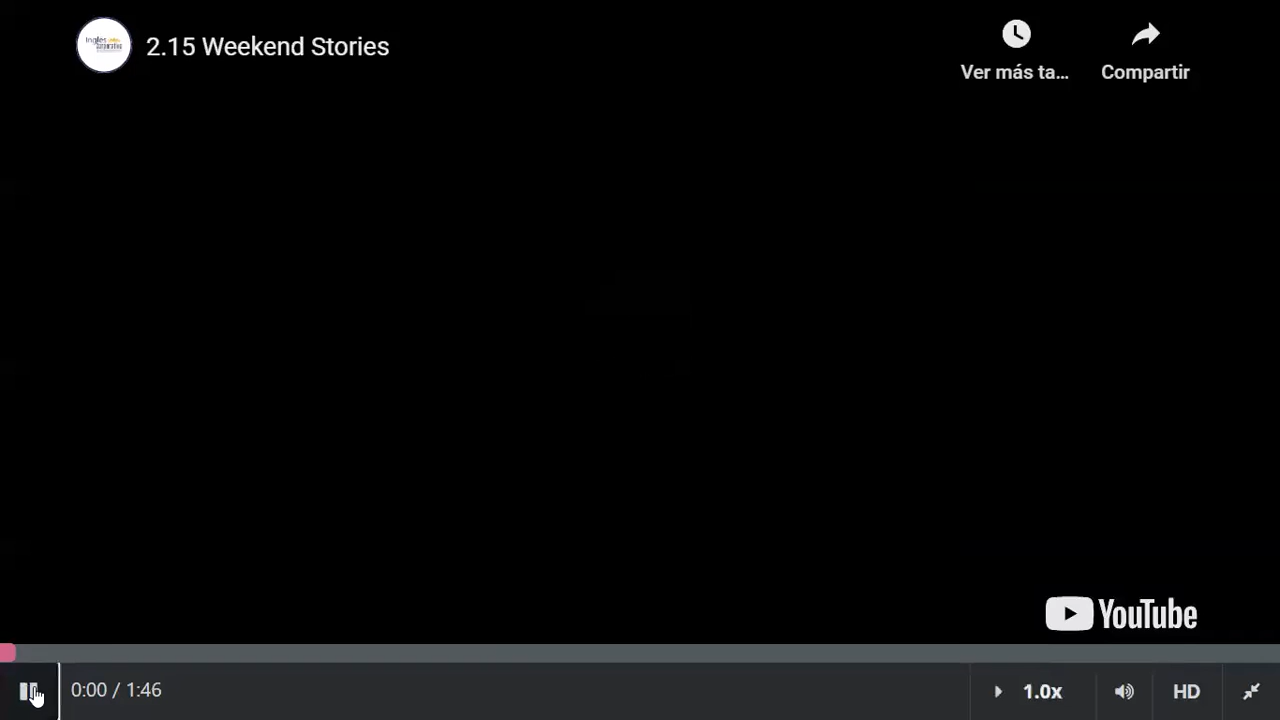 2.15 Weekend Stories
Ver más ta...
Compartir
YouTube
0:00 / 1:46
1.0x
HD